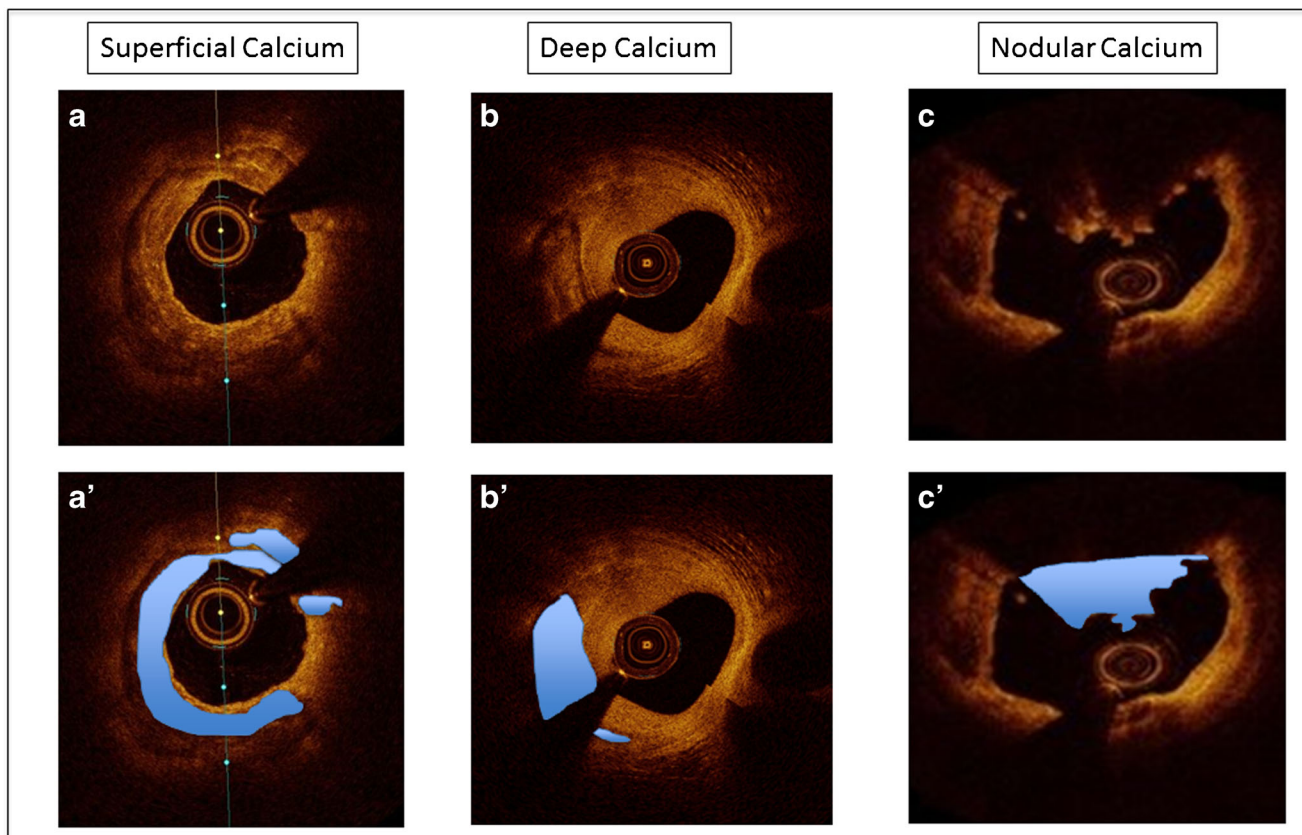 Superficial Calcium
Deep Calcium
Nodular Calcium
a
b
c
a’
b’
c’